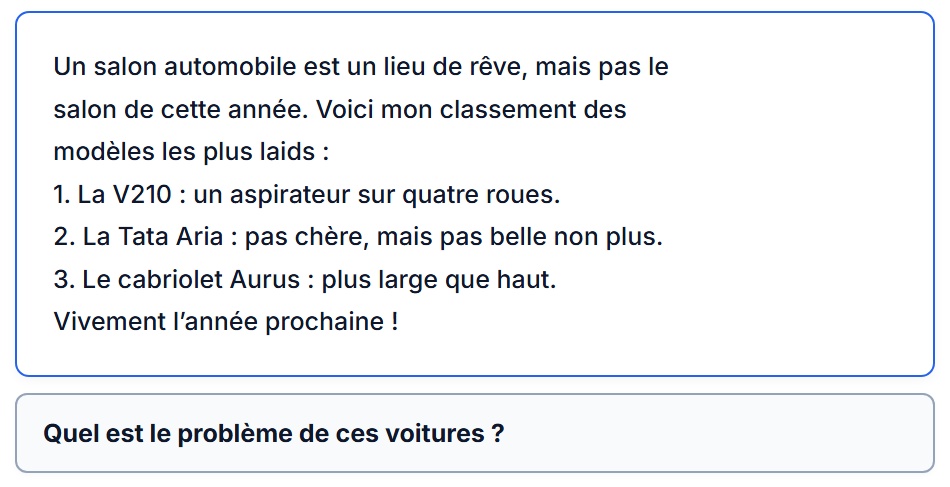 Un salon automobile est un lieu de rêve, mais pas le
salon de cette année. Voici mon classement des
modèles les plus laids :
1. La V210 : un aspirateur sur quatre roues.
2. La Tata Aria : pas chère, mais pas belle non plus.
3. Le cabriolet Aurus : plus large que haut.
Vivement l’année prochaine !
Quel est le problème de ces voitures ?